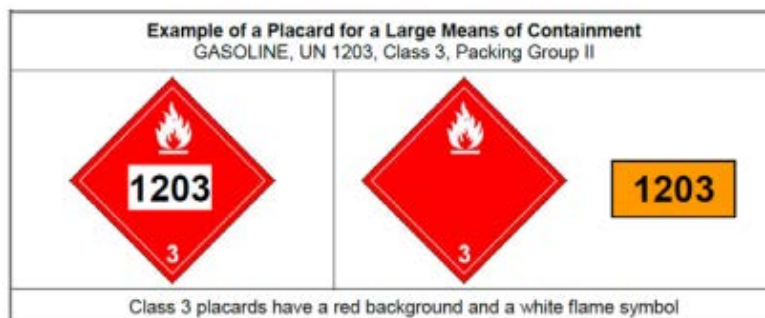 Example of a Placard for a Large Means of Containment
GASOLINE, UN 1203, Class 3, Packing Group II
1203
3
3
1203
Class 3 placards have a red background and a white flame symbol